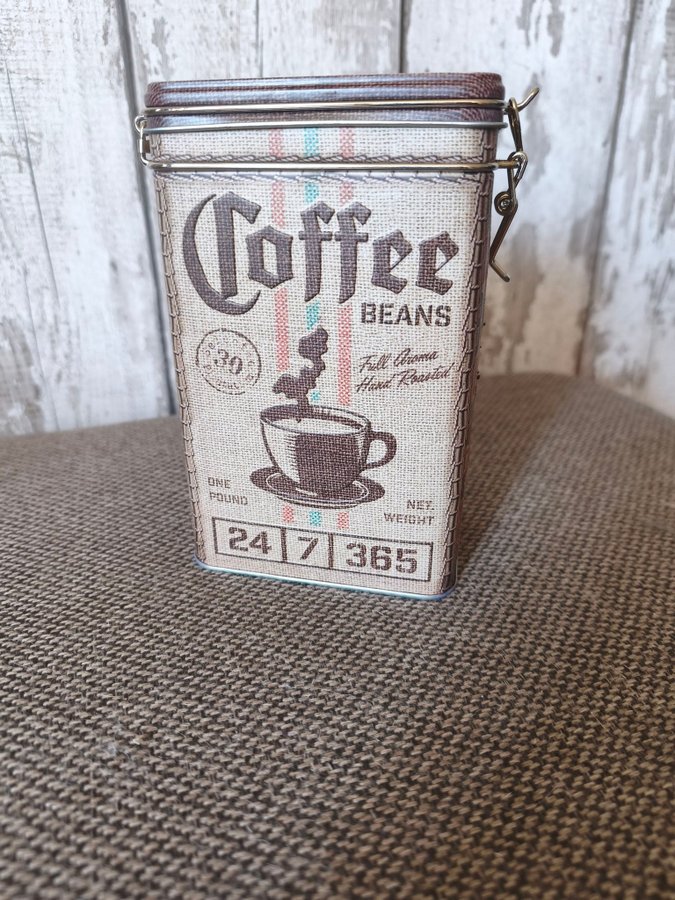 Coffee
BEANS
30
Full Aroma
Hand Roasted
ONE
POUND
NET.
WEIGHT
24 7 365